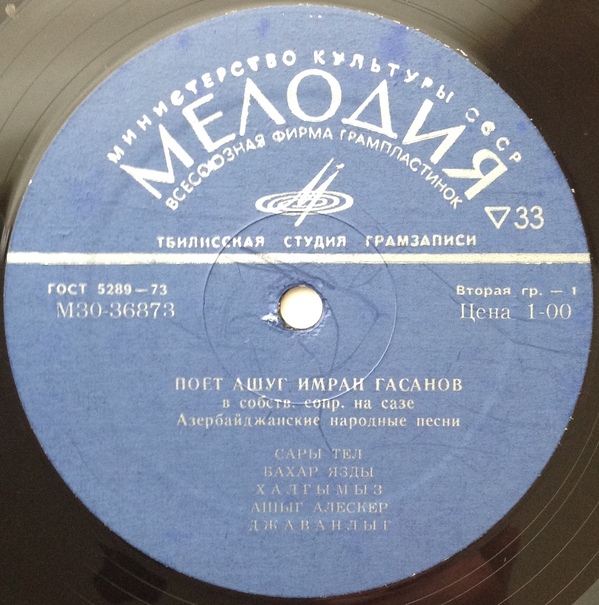 МИНИСТЕРСТВО КУЛЬТУРЫ СССР
МЕЛОДИЯ
ВСЕСОЮЗНАЯ ФИРМА ГРАМПЛАСТИНОК
▽33
ТБИЛИССКАЯ СТУДИЯ ГРАМЗАПИСИ
ГОСТ 5289—73
Вторая гр. — 1
М30-36873
Цена 1-00
ПОЕТ АШУГ ИМРАН ГАСАНОВ
в собств. сопр. на сазе
Азербайджанские народные песни
САРЫ ТЕЛ
БАХАР ЯЗДЫ
ХАЛГЫМЫЗ
АШЫГ АЛЕСКЕР
ДЖАВАНЛЫГ